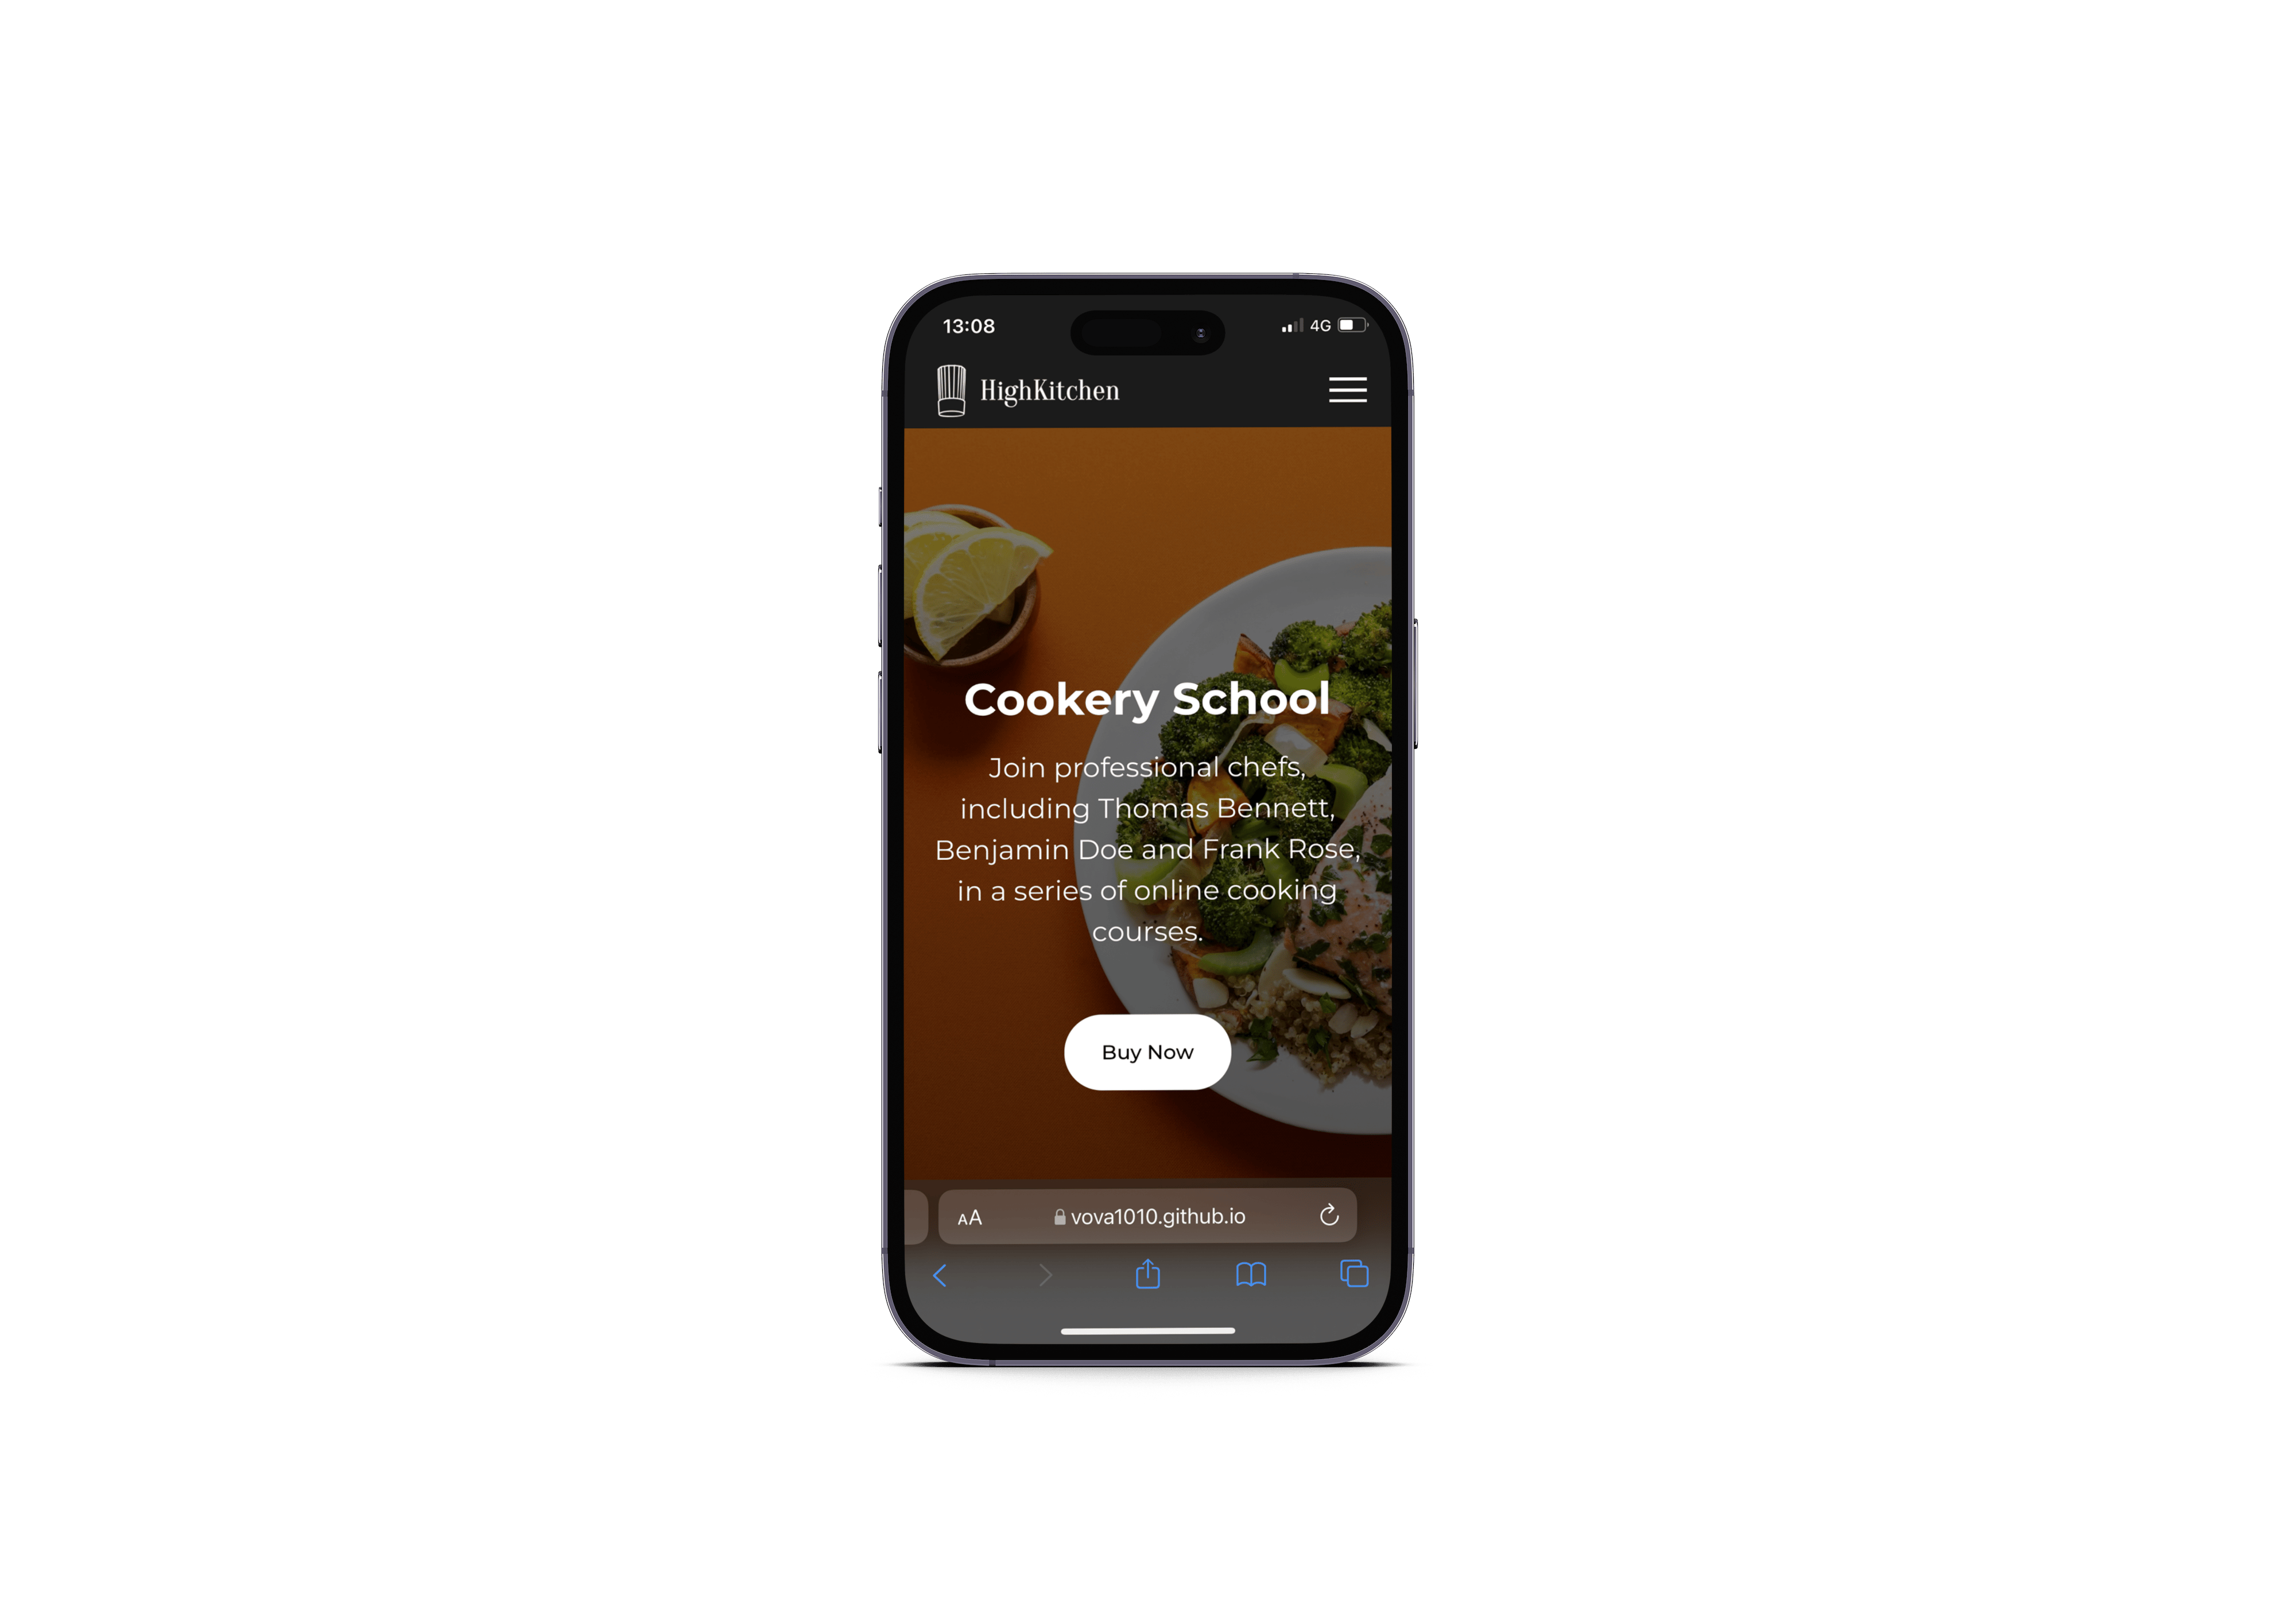 13:08
4G
HighKitchen
Cookery School
Join professional chefs,
including Thomas Bennett,
Benjamin Doe and Frank Rose,
in a series of online cooking
courses.
Buy Now
AA
vova1010.github.io